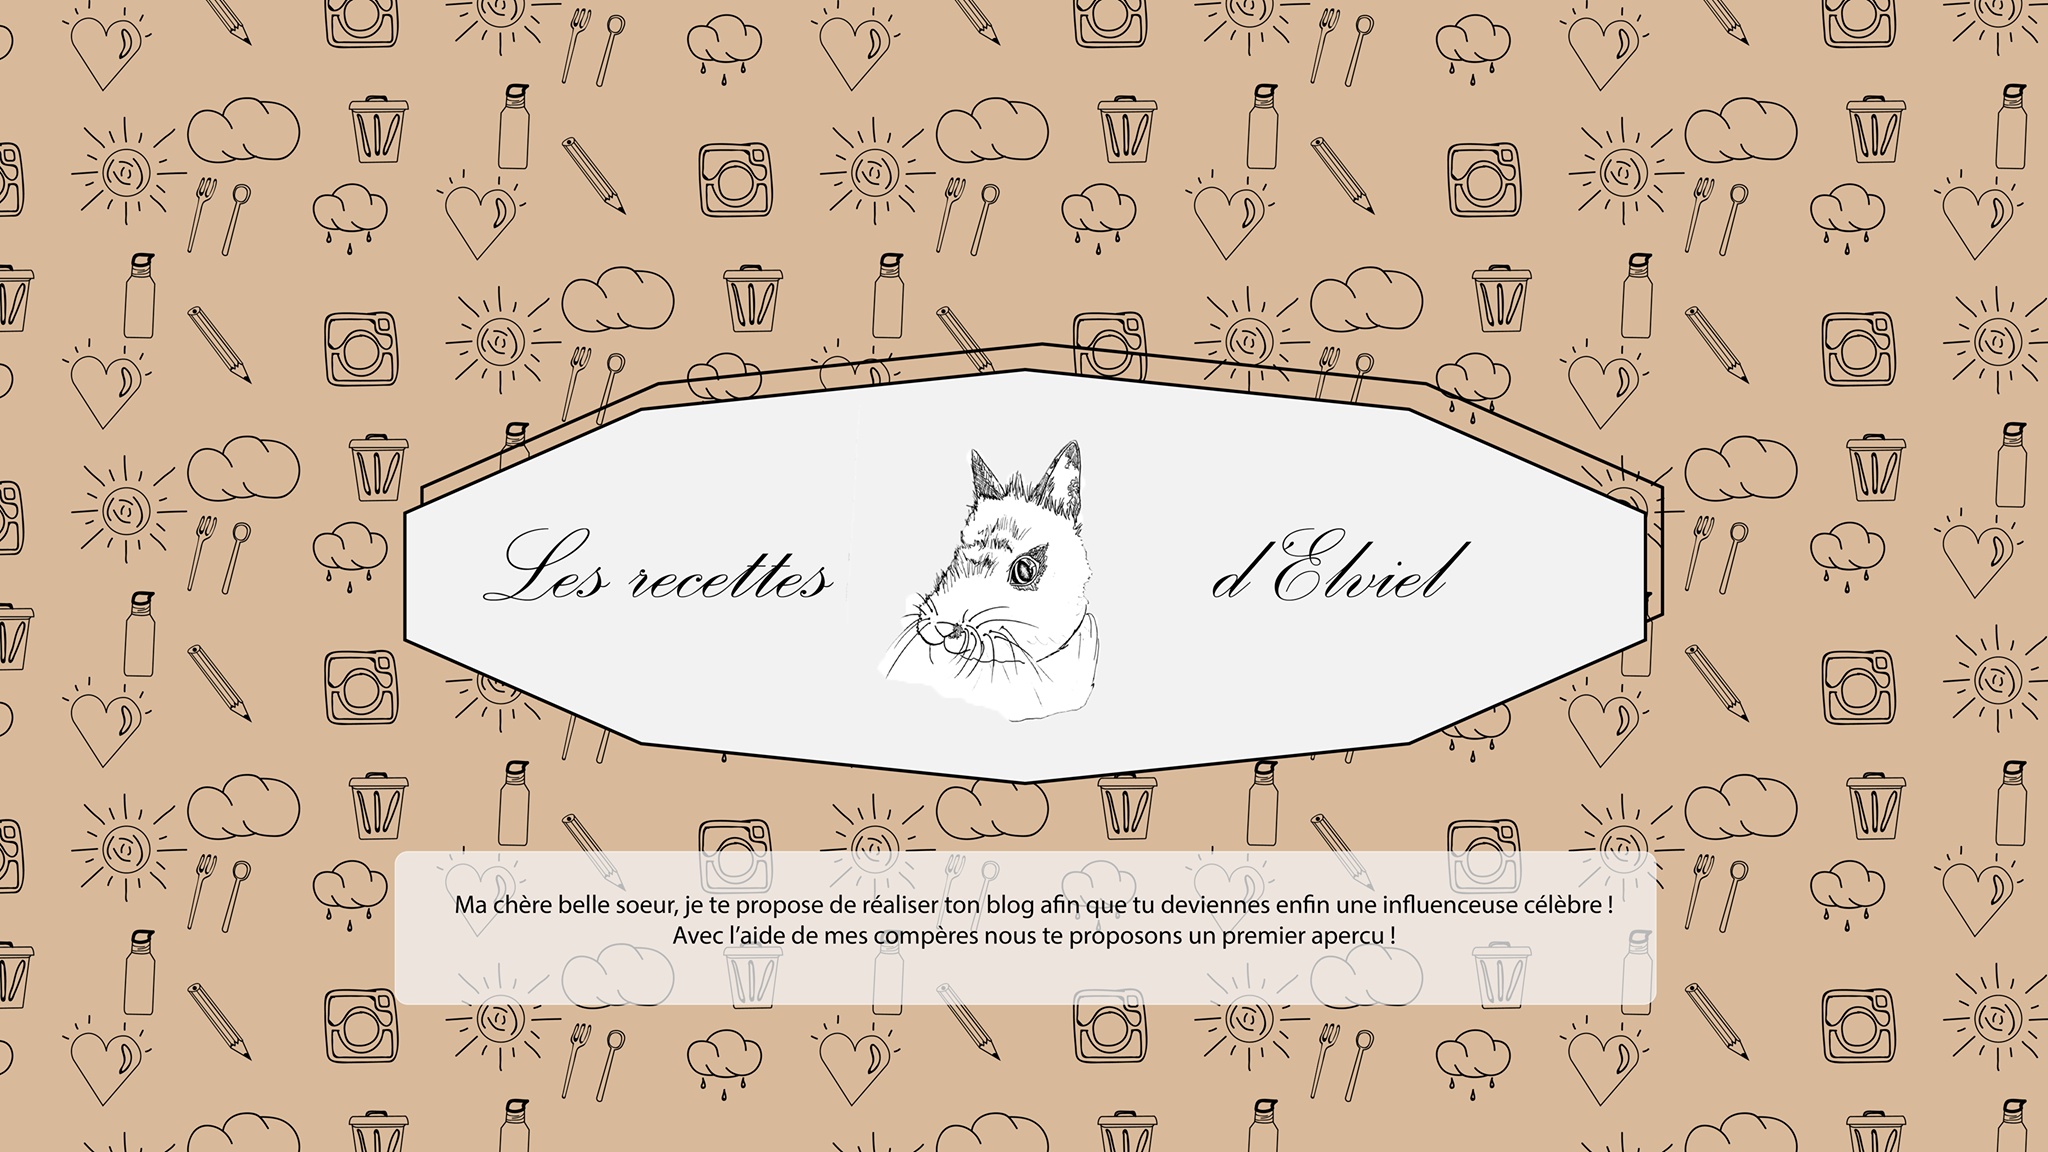 Les recettes d'Elviel
Ma chère belle soeur, je te propose de réaliser ton blog afin que tu deviennes enfin une influenceuse célèbre !
Avec l'aide de mes compères nous te proposons un premier apercu !